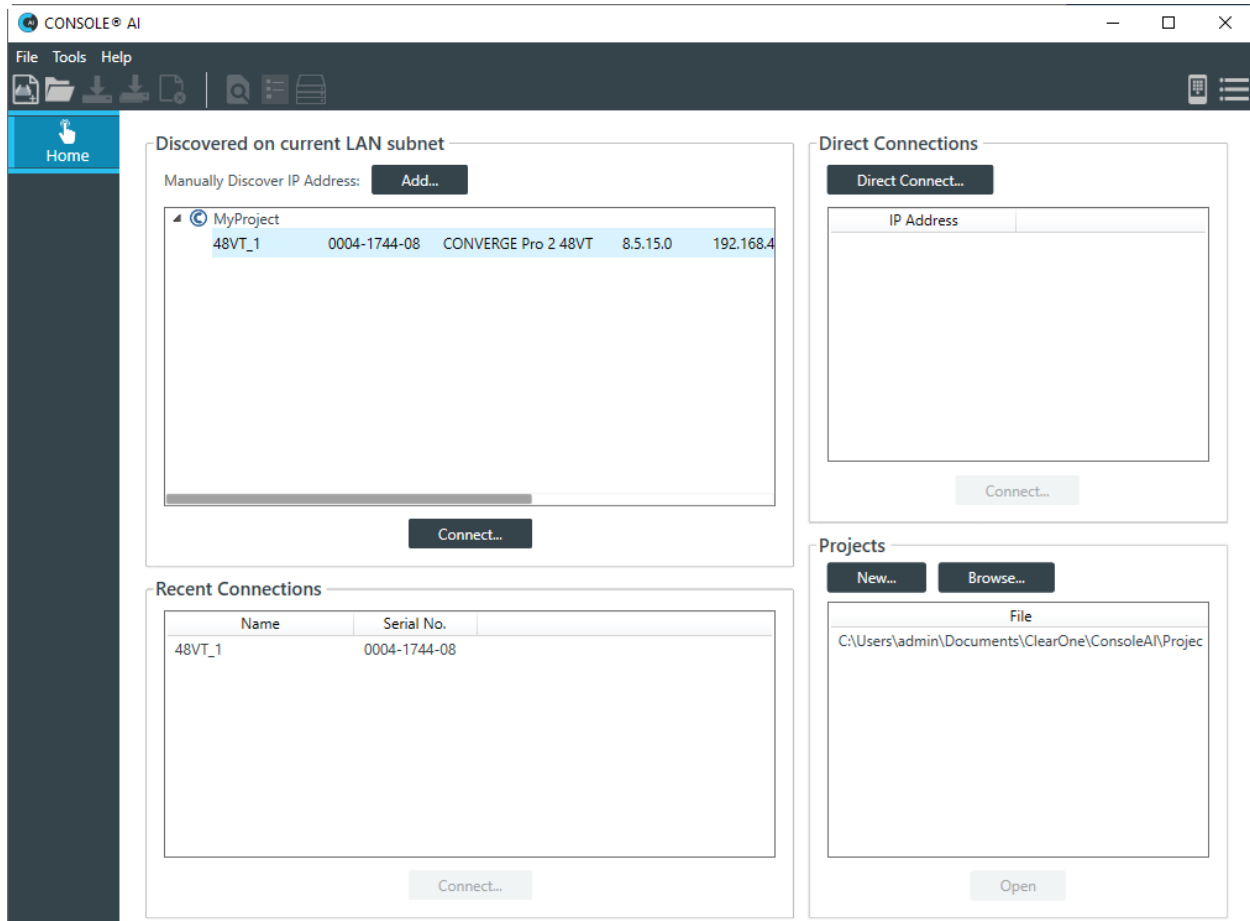 CONSOLE® AI
File Tools Help
Home
Discovered on current LAN subnet
Manually Discover IP Address: Add...
MyProject
48VT_1 0004-1744-08 CONVERGE Pro 2 48VT 8.5.15.0 192.168.4
Connect...
Recent Connections
Name Serial No.
48VT_1 0004-1744-08
Connect...
Direct Connections
Direct Connect...
IP Address
Connect...
Projects
New... Browse...
File
C:\Users\admin\Documents\ClearOne\ConsoleAI\Projec
Open